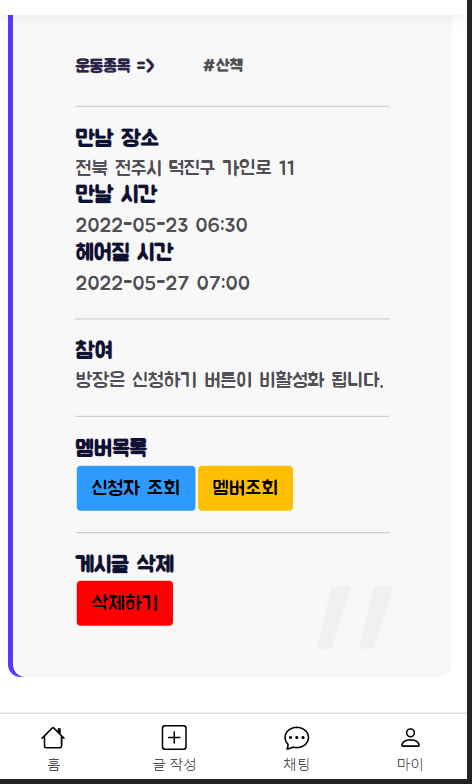 운동종목 => #산책
만남 장소
전북 전주시 덕진구 가인로 11
만날 시간
2022-05-23 06:30
헤어질 시간
2022-05-27 07:00
참여
방장은 신청하기 버튼이 비활성화 됩니다.
멤버목록
신청자 조회 멤버조회
게시글 삭제
삭제하기
홈 글 작성 채팅 마이